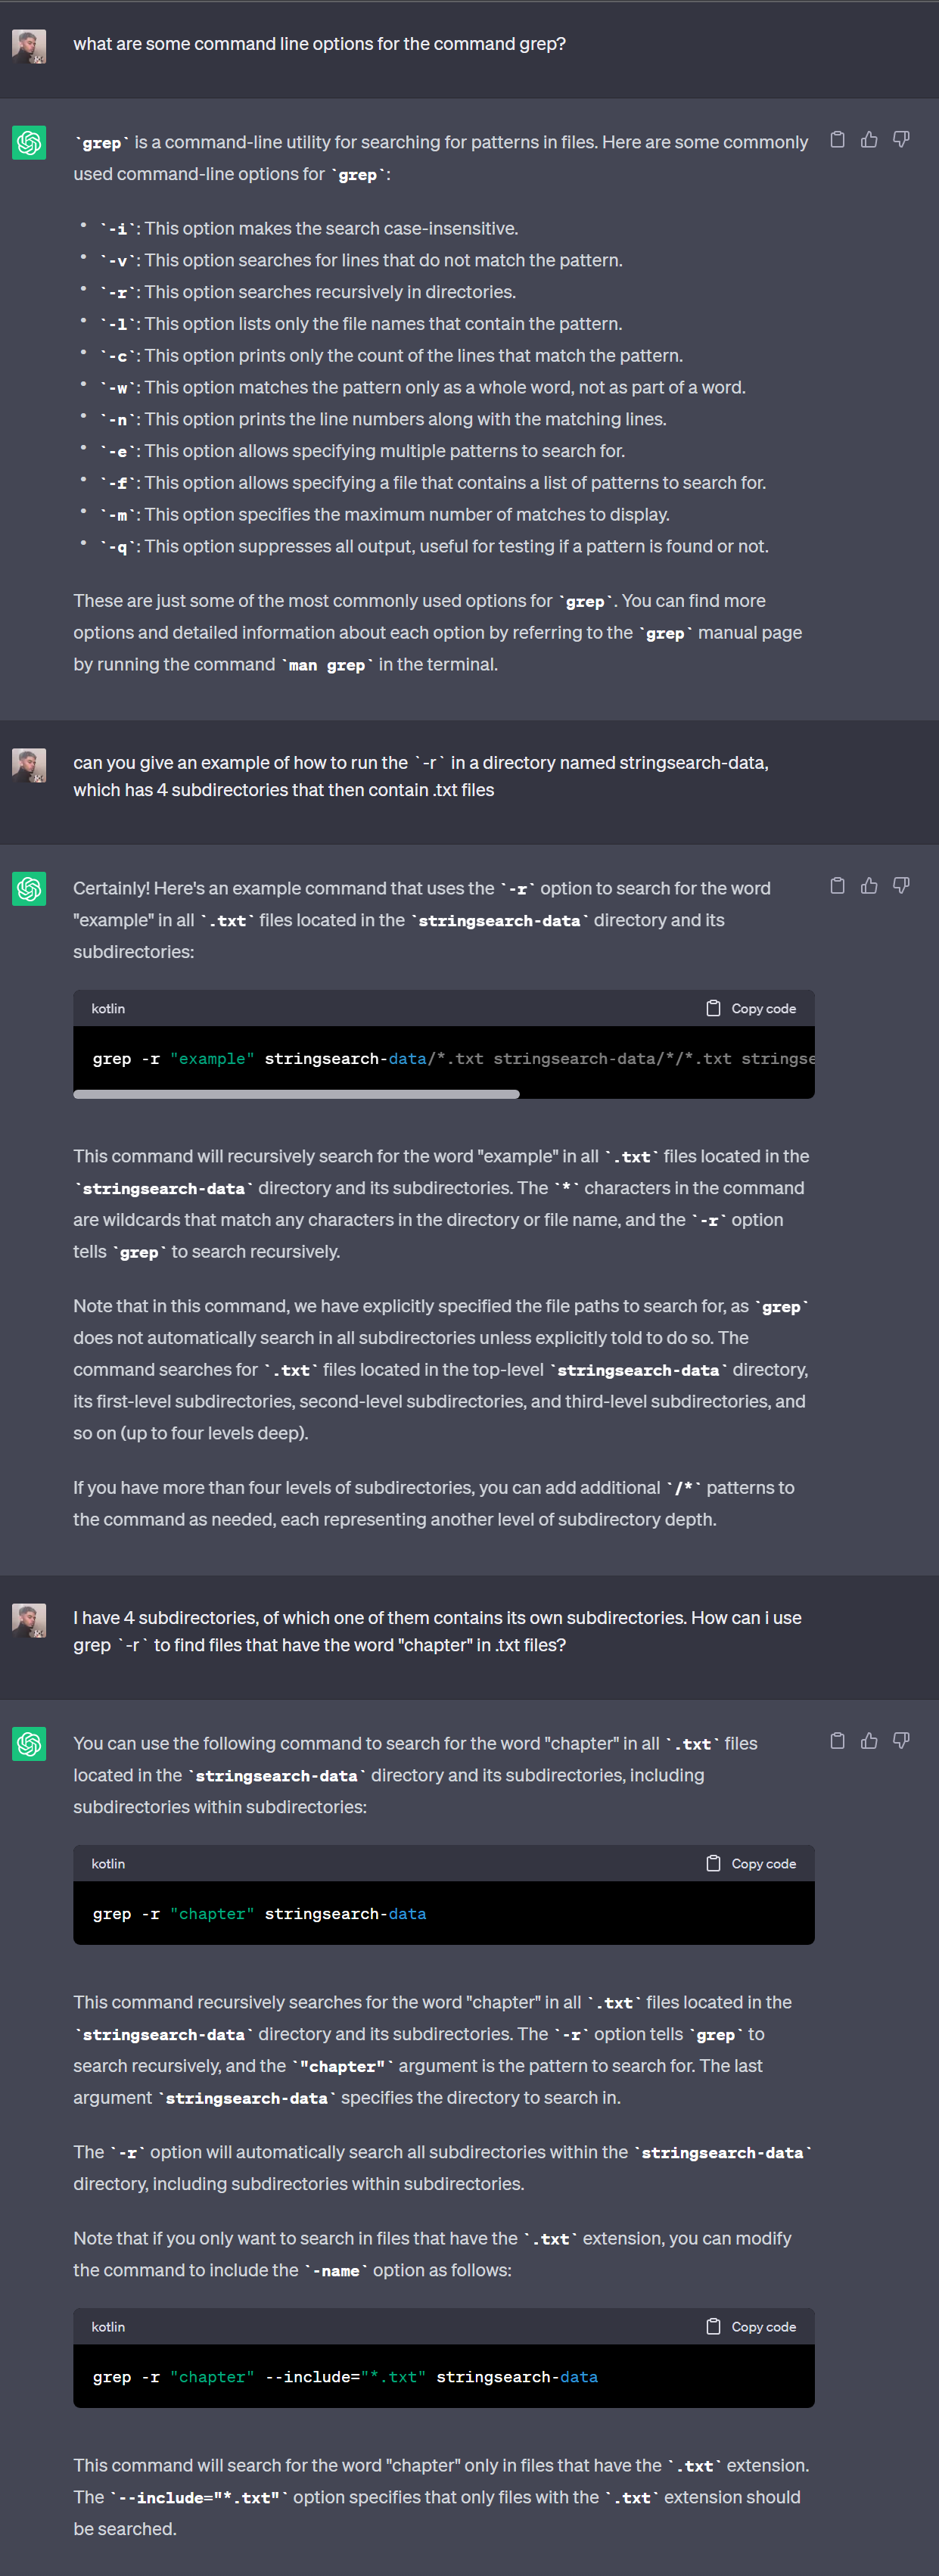 what are some command line options for the command grep?
`grep` is a command-line utility for searching for patterns in files. Here are some commonly
used command-line options for `grep`:
• `-i`: This option makes the search case-insensitive.
• `-v`: This option searches for lines that do not match the pattern.
• `-r`: This option searches recursively in directories.
• `-l`: This option lists only the file names that contain the pattern.
• `-c`: This option prints only the count of the lines that match the pattern.
• `-w`: This option matches the pattern only as a whole word, not as part of a word.
• `-n`: This option prints the line numbers along with the matching lines.
• `-e`: This option allows specifying multiple patterns to search for.
• `-f`: This option allows specifying a file that contains a list of patterns to search for.
• `-m`: This option specifies the maximum number of matches to display.
• `-q`: This option suppresses all output, useful for testing if a pattern is found or not.
These are just some of the most commonly used options for `grep`. You can find more
options and detailed information about each option by referring to the `grep` manual page
by running the command `man grep` in the terminal.
can you give an example of how to run the `-r` in a directory named stringsearch-data,
which has 4 subdirectories that then contain .txt files
Certainly! Here's an example command that uses the `-r` option to search for the word
"example" in all `.txt` files located in the `stringsearch-data` directory and its
subdirectories:
kotlin
Copy code
grep -r "example" stringsearch-data/*.txt stringsearch-data/*/*.txt stringse
This command will recursively search for the word "example" in all `.txt` files located in the
`stringsearch-data` directory and its subdirectories. The `*` characters in the command
are wildcards that match any characters in the directory or file name, and the `-r` option
tells `grep` to search recursively.
Note that in this command, we have explicitly specified the file paths to search for, as `grep`
does not automatically search in all subdirectories unless explicitly told to do so. The
command searches for `.txt` files located in the top-level `stringsearch-data` directory,
its first-level subdirectories, second-level subdirectories, and third-level subdirectories, and
so on (up to four levels deep).
If you have more than four levels of subdirectories, you can add additional `/*` patterns to
the command as needed, each representing another level of subdirectory depth.
I have 4 subdirectories, of which one of them contains its own subdirectories. How can i use
grep `-r` to find files that have the word "chapter" in .txt files?
You can use the following command to search for the word "chapter" in all `.txt` files
located in the `stringsearch-data` directory and its subdirectories, including
subdirectories within subdirectories:
kotlin
Copy code
grep -r "chapter" stringsearch-data
This command recursively searches for the word "chapter" in all `.txt` files located in the
`stringsearch-data` directory and its subdirectories. The `-r` option tells `grep` to
search recursively, and the `"chapter"` argument is the pattern to search for. The last
argument `stringsearch-data` specifies the directory to search in.
The `-r` option will automatically search all subdirectories within the `stringsearch-data`
directory, including subdirectories within subdirectories.
Note that if you only want to search in files that have the `.txt` extension, you can modify
the command to include the `-name` option as follows:
kotlin
Copy code
grep -r "chapter" --include="*.txt" stringsearch-data
This command will search for the word "chapter" only in files that have the `.txt` extension.
The `--include="*.txt"` option specifies that only files with the `.txt` extension should
be searched.